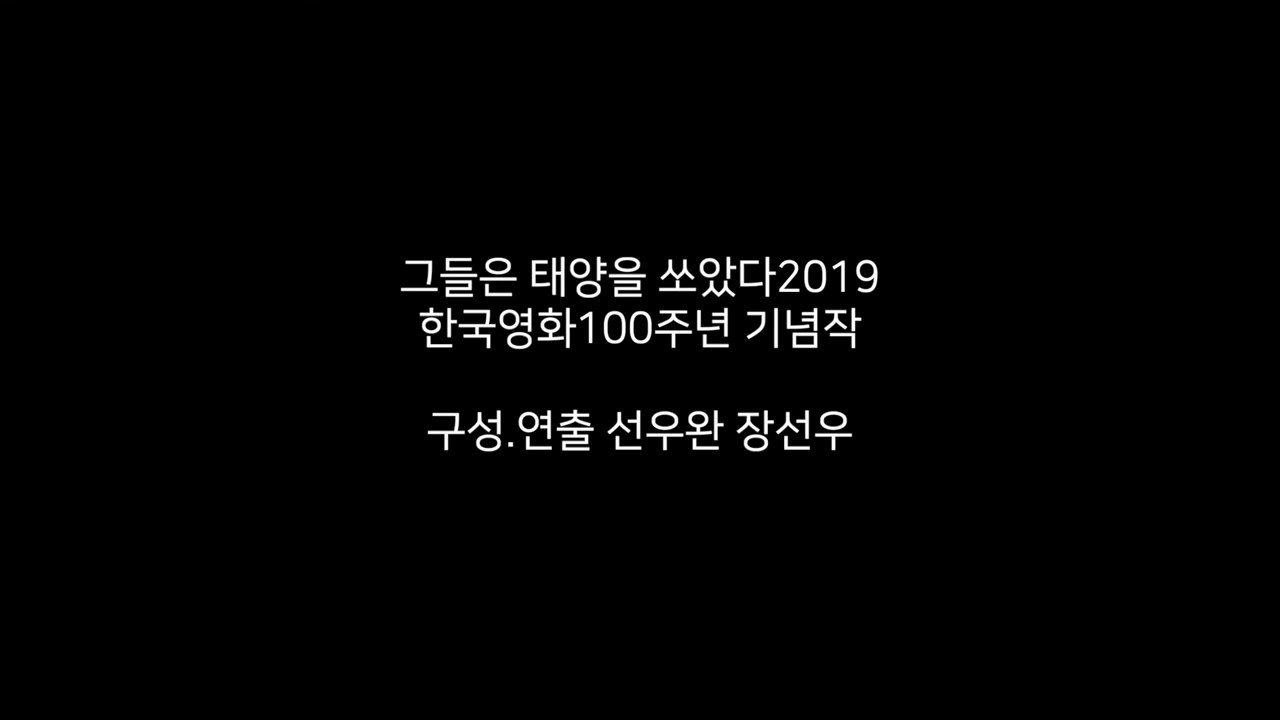 그들은 태양을 쏘았다2019
한국영화100주년 기념작
구성.연출 선우완 장선우